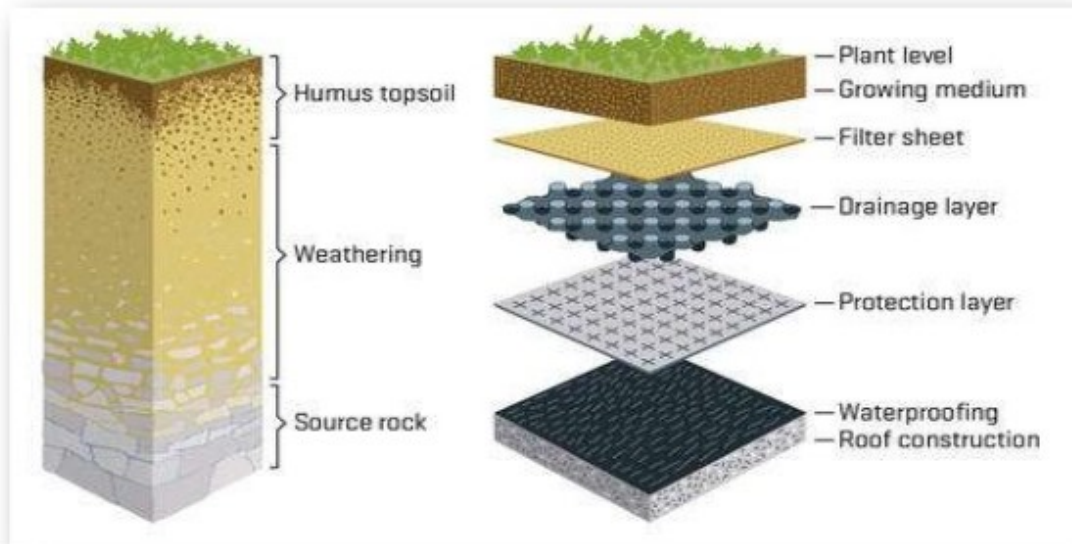 Humus topsoil
Weathering
Source rock
Plant level
Growing medium
Filter sheet
Drainage layer
Protection layer
Waterproofing
Roof construction